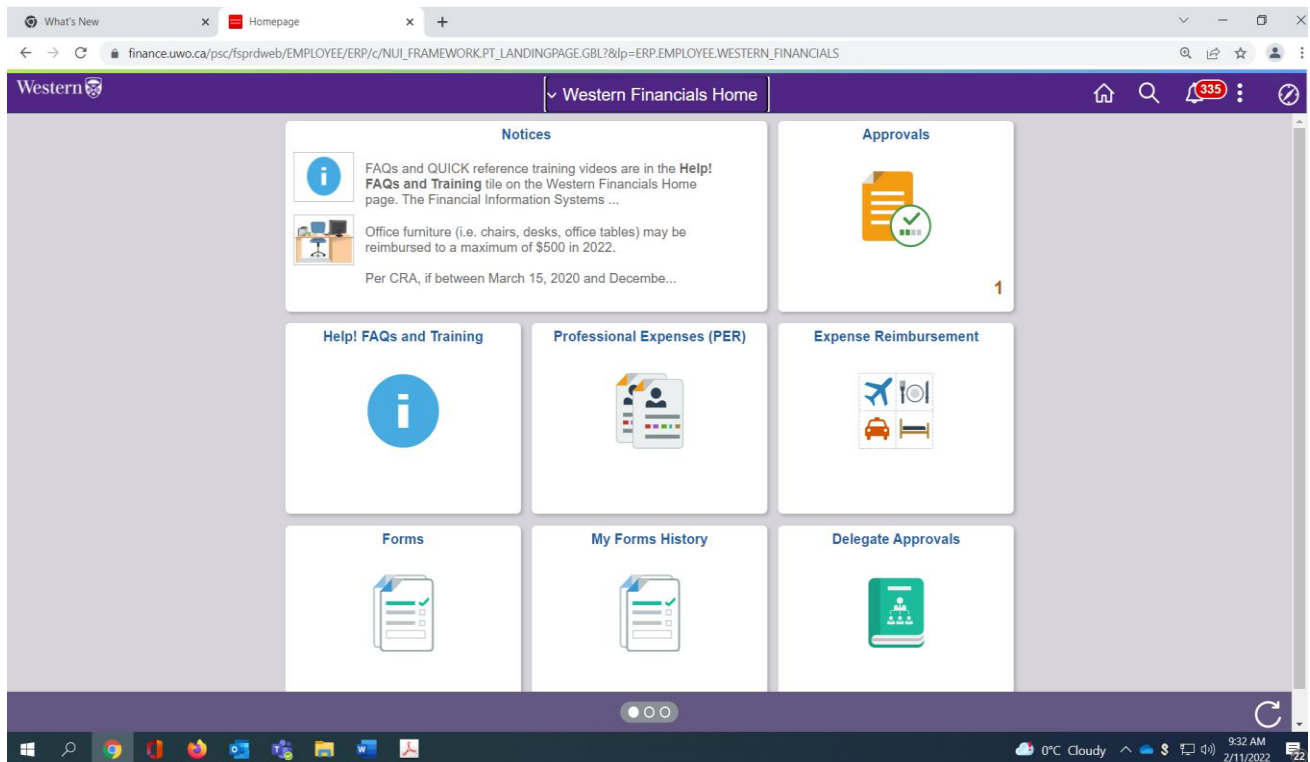 What's New
Homepage
finance.uwo.ca/psc/fsprdweb/EMPLOYEE/ERP/c/NUI_FRAMEWORK.PT_LANDINGPAGE.GBL?&lp=ERP.EMPLOYEE.WESTERN_FINANCIALS
Western
Western Financials Home
335
Notices
FAQs and QUICK reference training videos are in the Help!
FAQs and Training tile on the Western Financials Home
page. The Financial Information Systems ...
Office furniture (i.e. chairs, desks, office tables) may be
reimbursed to a maximum of $500 in 2022.
Per CRA, if between March 15, 2020 and Decembe...
Approvals
1
Help! FAQs and Training
Professional Expenses (PER)
Expense Reimbursement
Forms
My Forms History
Delegate Approvals
0°C Cloudy
9:32 AM
2/11/2022
22